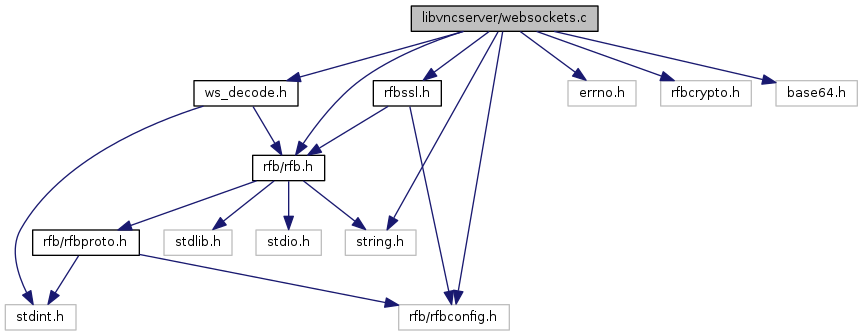 libvncserver/websockets.c
ws_decode.h
rfbssl.h
errno.h
rfbcrypto.h
base64.h
rfb/rfb.h
rfb/rfbproto.h
stdlib.h
stdio.h
string.h
stdint.h
rfb/rfbconfig.h